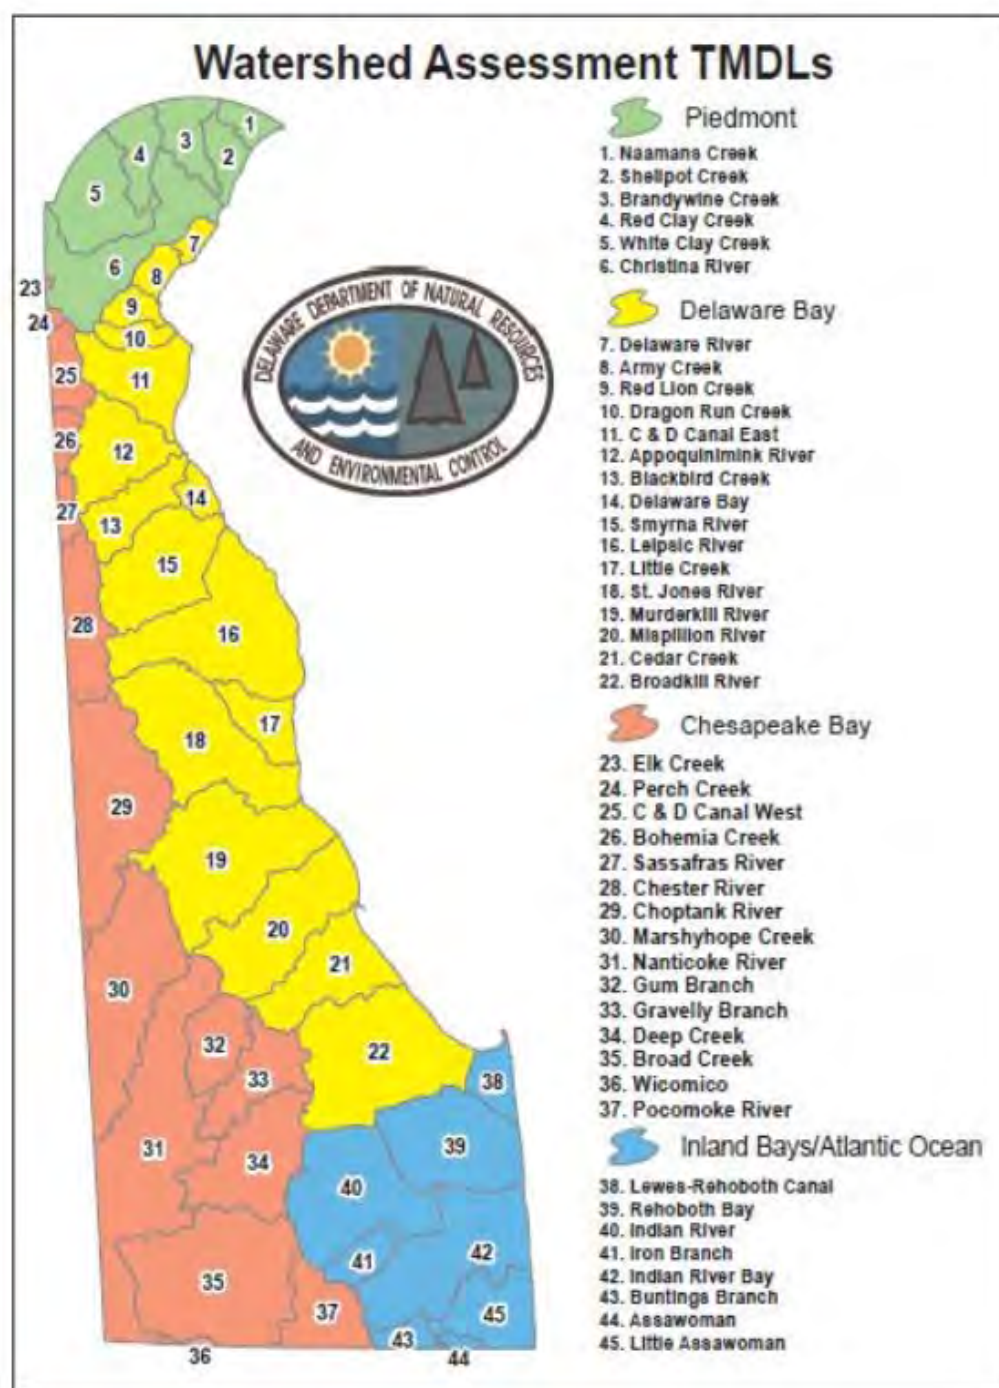 Watershed Assessment TMDLs
Piedmont
1. Naamans Creek
2. Shellpot Creek
3. Brandywine Creek
4. Red Clay Creek
5. White Clay Creek
6. Christina River
Delaware Bay
7. Delaware River
8. Army Creek
9. Red Lion Creek
10. Dragon Run Creek
11. C & D Canal East
12. Appoquinimink River
13. Blackbird Creek
14. Delaware Bay
15. Smyrna River
16. Leipsic River
17. Little Creek
18. St. Jones River
19. Murderkill River
20. Mispillion River
21. Cedar Creek
22. Broadkill River
Chesapeake Bay
23. Elk Creek
24. Perch Creek
25. C & D Canal West
26. Bohemia Creek
27. Sassafras River
28. Chester River
29. Choptank River
30. Marshyhope Creek
31. Nanticoke River
32. Gum Branch
33. Gravelly Branch
34. Deep Creek
35. Broad Creek
36. Wicomico
37. Pocomoke River
Inland Bays/Atlantic Ocean
38. Lewes-Rehoboth Canal
39. Rehoboth Bay
40. Indian River
41. Iron Branch
42. Indian River Bay
43. Buntings Branch
44. Assawoman
45. Little Assawoman
DELAWARE DEPARTMENT OF NATURAL RESOURCES
AND ENVIRONMENTAL CONTROL
1
2
3
4
5
6
7
8
9
10
11
12
13
14
15
16
17
18
19
20
21
22
23
24
25
26
27
28
29
30
31
32
33
34
35
36
37
38
39
40
41
42
43
44
45